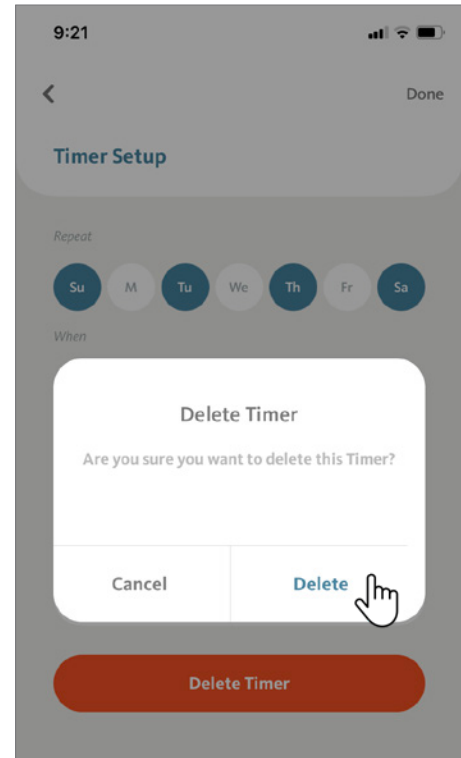 9:21
Done
Timer Setup
Repeat
Su M Tu We Th Fr Sa
When
Delete Timer
Are you sure you want to delete this Timer?
Cancel Delete
Delete Timer